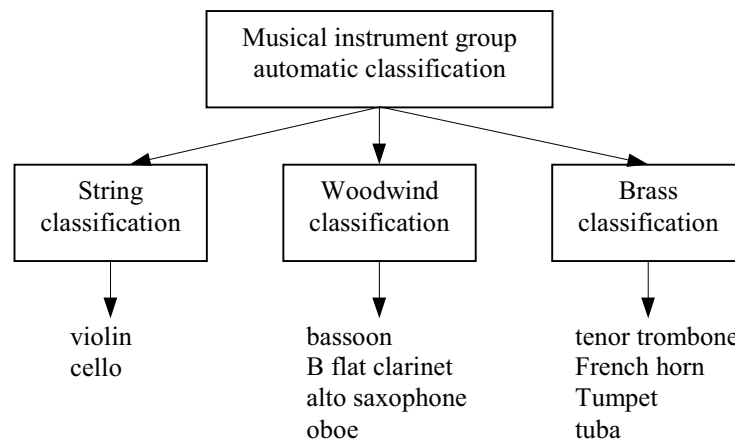 Musical instrument group
automatic classification
String
classification
Woodwind
classification
Brass
classification
violin
cello
bassoon
B flat clarinet
alto saxophone
oboe
tenor trombone
French horn
Tumpet
tuba